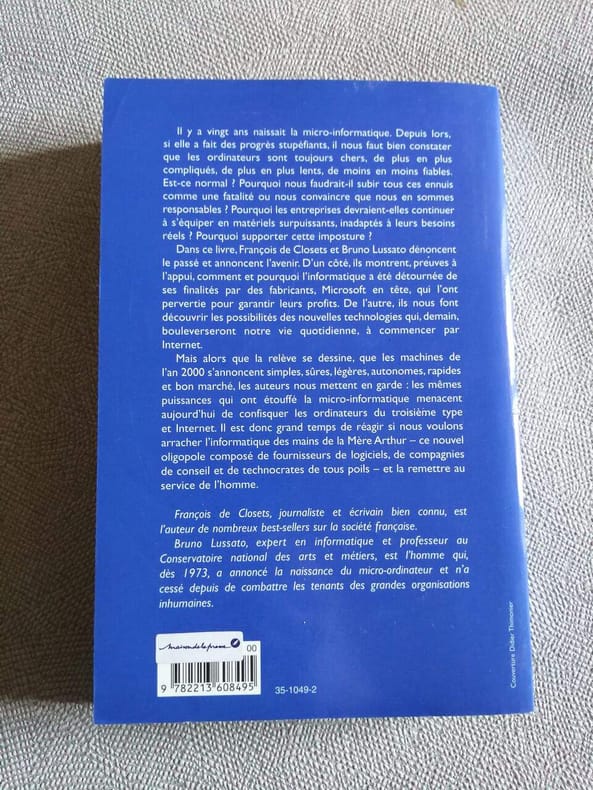 Il y a vingt ans naissait la micro-informatique. Depuis lors,
si elle a fait des progrès stupéfiants, il nous faut bien constater
que les ordinateurs sont toujours chers, de plus en plus
compliqués, de plus en plus lents, de moins en moins fiables.
Est-ce normal ? Pourquoi nous faudrait-il subir tous ces ennuis
comme une fatalité ou nous convaincre que nous en sommes
responsables ? Pourquoi les entreprises devraient-elles continuer
à s'équiper en matériels surpuissants, inadaptés à leurs besoins
réels ? Pourquoi supporter cette imposture ?
Dans ce livre, François de Closets et Bruno Lussato dénoncent
le passé et annoncent l'avenir. D'un côté, ils montrent, preuves à
l'appui, comment et pourquoi l'informatique a été détournée de
ses finalités par des fabricants, Microsoft en tête, qui l'ont
pervertie pour garantir leurs profits. De l'autre, ils nous font
découvrir les possibilités des nouvelles technologies qui, demain,
bouleverseront notre vie quotidienne, à commencer par
Internet.
Mais alors que la relève se dessine, que les machines de
l'an 2000 s'annoncent simples, sûres, légères, autonomes, rapides
et bon marché, les auteurs nous mettent en garde : les mêmes
puissances qui ont étouffé la micro-informatique menacent
aujourd'hui de confisquer les ordinateurs du troisième type
et Internet. Il est donc grand temps de réagir si nous voulons
arracher l'informatique des mains de la Mère Arthur – ce nouvel
oligopole composé de fournisseurs de logiciels, de compagnies
de conseil et de technocrates de tous poils – et la remettre au
service de l'homme.
François de Closets, journaliste et écrivain bien connu, est
l'auteur de nombreux best-sellers sur la société française.
Bruno Lussato, expert en informatique et professeur au
Conservatoire national des arts et métiers, est l'homme qui,
dès 1973, a annoncé la naissance du micro-ordinateur et n'a
cessé depuis de combattre les tenants des grandes organisations
inhumaines.
maison de la presse
00
9 782213 608495
35-1049-2
Couverture Didier Thimonier